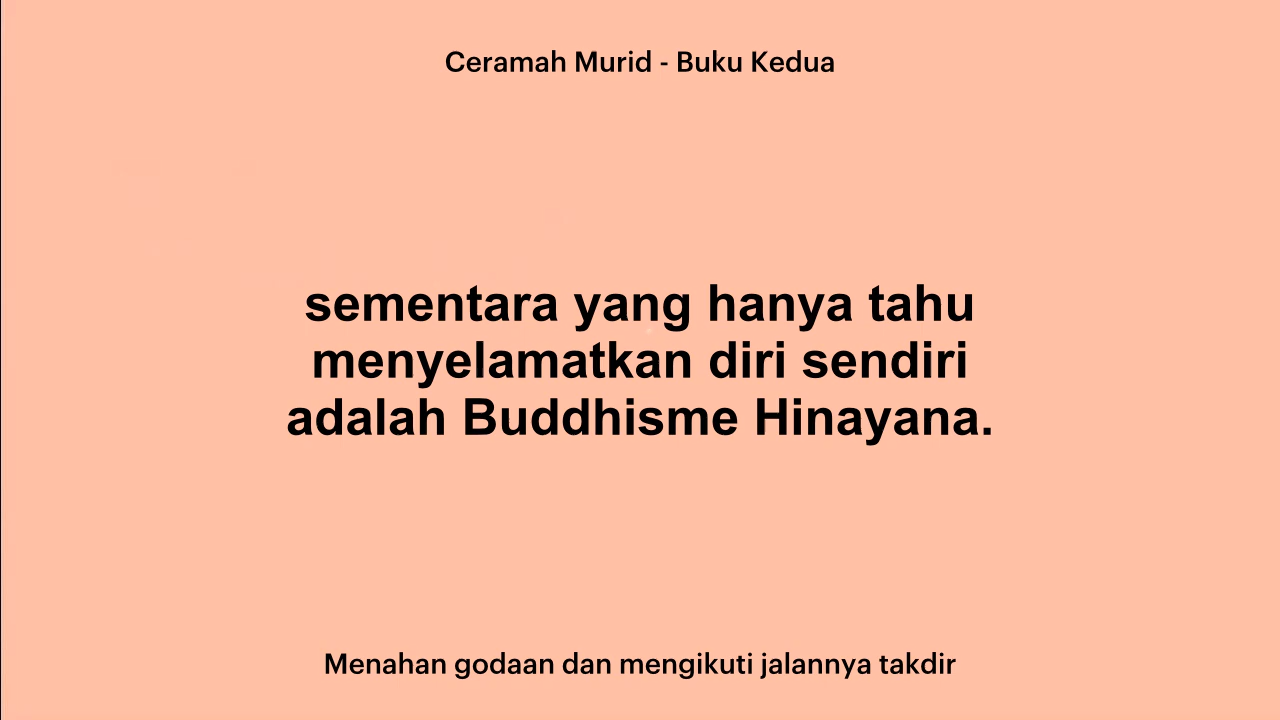 Ceramah Murid - Buku Kedua
sementara yang hanya tahu
menyelamatkan diri sendiri
adalah Buddhisme Hinayana.
Menahan godaan dan mengikuti jalannya takdir